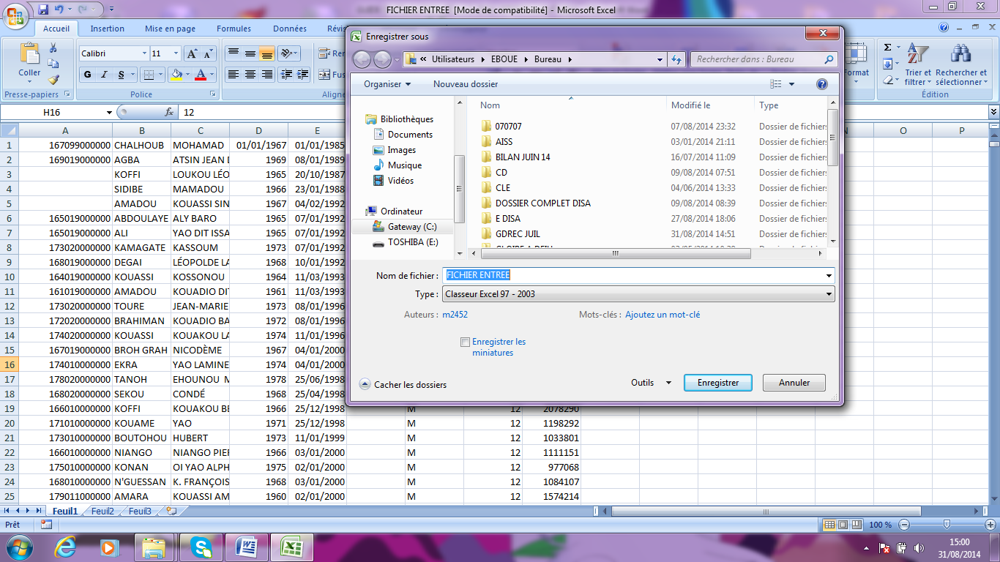 FICHIER ENTREE [Mode de compatibilité] - Microsoft Excel
Accueil Insertion Mise en page Formules Données
Coller
Presse-papiers
Calibri 11
G I S
Police
Format
Trier et filtrer
Rechercher et sélectionner
Édition
H16 fx 12
Enregistrer sous
« Utilisateurs EBOUE Bureau
Rechercher dans : Bureau
Organiser Nouveau dossier
Bibliothèques
Documents
Images
Musique
Vidéos
Ordinateur
Gateway (C:)
TOSHIBA (E:)
Nom Modifié le Type
070707 07/08/2014 23:32 Dossier de fichiers
AISS 03/01/2014 21:11 Dossier de fichiers
BILAN JUIN 14 16/07/2014 11:09 Dossier de fichiers
CD 09/08/2014 07:51 Dossier de fichiers
CLE 04/06/2014 13:33 Dossier de fichiers
DOSSIER COMPLET DISA 09/08/2014 08:39 Dossier de fichiers
E DISA 27/08/2014 18:06 Dossier de fichiers
GDREC JUIL 31/08/2014 14:51 Dossier de fichiers
Nom de fichier : FICHIER ENTREE
Type : Classeur Excel 97 - 2003
Auteurs : m2452 Mots-clés : Ajoutez un mot-clé
Enregistrer les
miniatures
Cacher les dossiers Outils Enregistrer Annuler
A B C D E N O P
1 167099000000 CHALHOUB MOHAMAD 01/01/1967 01/01/1985
2 169019000000 AGBA ATSIN JEAN 1969 08/01/1989
3 KOFFI LOUKOU LÉO 1965 20/10/1987
4 SIDIBE MAMADOU 1966 23/01/1988
5 AMADOU KOUASSI SIN 1967 04/02/1992
6 165019000000 ABDOULAYE ALY BARO 1965 07/01/1992
7 165019000000 ALI YAO DIT ISSA 1965 07/01/1992
8 173020000000 KAMAGATE KASSOUM 1973 07/01/1992
9 168019000000 DEGAI LÉOPOLDE LA 1968 10/01/1992
10 164019000000 KOUASSI KOSSONOU 1964 11/03/1993
11 161019000000 AMADOU KOUADIO DI 1961 11/03/1993
12 173020000000 TOURE JEAN-MARIE 1973 08/01/1996
13 172020000000 BRAHIMAN KOUADIO BA 1972 08/01/1996
14 174020000000 KOUASSI KOUAKOU LA 1974 11/01/1996
15 167019000000 BROH GRAH NICODÈME 1967 04/01/2000
16 174010000000 EKRA YAO LAMINE 1974 04/01/2000
17 178020000000 TANOH EHOUNOU M 1978 25/06/1998
18 168020000000 SEKOU CONDÉ 1968 25/04/1998
19 166010000000 KOFFI KOUAKOU BE 1966 25/12/1998 M 12 2078290
20 171010000000 KOUAME YAO 1971 25/12/1998 M 12 1198292
21 173010000000 BOUTOHOU HUBERT 1973 11/01/1999 M 12 1033801
22 166010000000 NIANGO NIANGO PIER 1966 03/01/2000 M 12 1111151
23 175010000000 KONAN OI YAO ALPH 1975 02/01/2000 M 12 977068
24 168010000000 N'GUESSAN K. FRANÇOIS 1968 03/01/2000 M 12 1084107
25 179011000000 AMARA KOUASSI AM 1960 02/01/2000 M 12 1574214
Feuil1 Feuil2 Feuil3
Prêt 100 %
15:00
31/08/2014